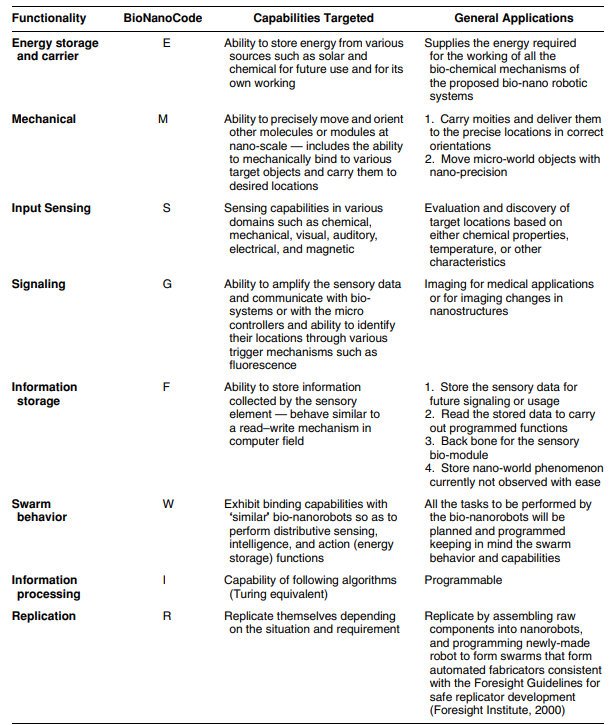 Functionality BioNanoCode Capabilities Targeted General Applications
Energy storage
and carrier
E
Ability to store energy from various
sources such as solar and
chemical for future use and for its
own working
Supplies the energy required
for the working of all the
bio-chemical mechanisms of
the proposed bio-nano robotic
systems
Mechanical
M
Ability to precisely move and orient
other molecules or modules at
nano-scale — includes the ability
to mechanically bind to various
target objects and carry them to
desired locations
1. Carry moities and deliver them
to the precise locations in correct
orientations
2. Move micro-world objects with
nano-precision
Input Sensing
S
Sensing capabilities in various
domains such as chemical,
mechanical, visual, auditory,
electrical, and magnetic
Evaluation and discovery of
target locations based on
either chemical properties,
temperature, or other
characteristics
Signaling
G
Ability to amplify the sensory data
and communicate with bio-
systems or with the micro
controllers and ability to identify
their locations through various
trigger mechanisms such as
fluorescence
Imaging for medical applications
or for imaging changes in
nanostructures
Information
storage
F
Ability to store information
collected by the sensory
element — behave similar to
a read–write mechanism in
computer field
1. Store the sensory data for
future signaling or usage
2. Read the stored data to carry
out programmed functions
3. Back bone for the sensory
bio-module
4. Store nano-world phenomenon
currently not observed with ease
Swarm
behavior
W
Exhibit binding capabilities with
‘similar’ bio-nanorobots so as to
perform distributive sensing,
intelligence, and action (energy
storage) functions
All the tasks to be performed by
the bio-nanorobots will be
planned and programmed
keeping in mind the swarm
behavior and capabilities
Information
processing
I
Capability of following algorithms
(Turing equivalent)
Programmable
Replication
R
Replicate themselves depending
on the situation and requirement
Replicate by assembling raw
components into nanorobots,
and programming newly-made
robot to form swarms that form
automated fabricators consistent
with the Foresight Guidelines for
safe replicator development
(Foresight Institute, 2000)